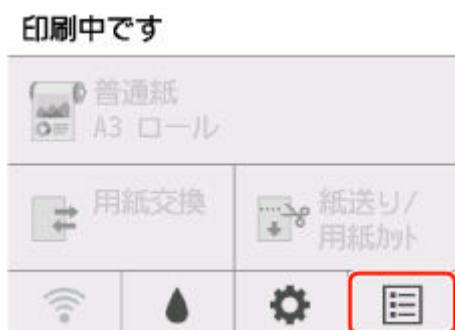 印刷中です
普通紙
A3 ロール
用紙交換
紙送り/
用紙カット